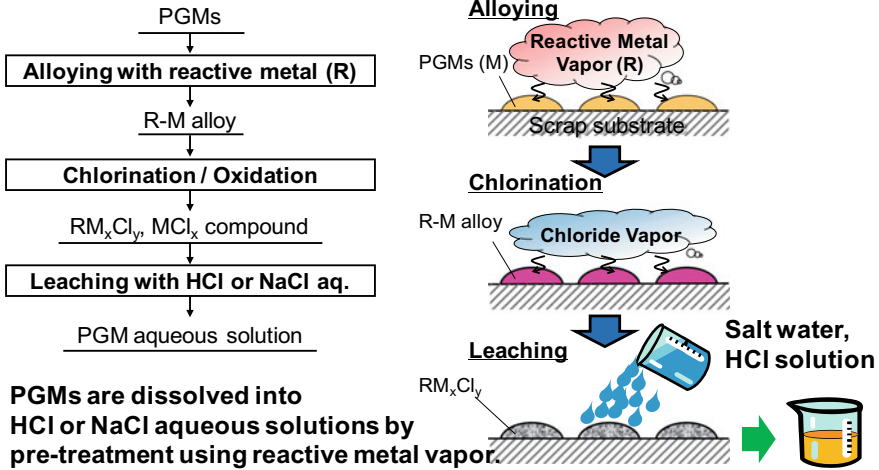 PGMs
Alloying with reactive metal (R)
R-M alloy
Chlorination / Oxidation
RMₓClᵧ, MClₓ compound
Leaching with HCl or NaCl aq.
PGM aqueous solution
PGMs are dissolved into
HCl or NaCl aqueous solutions by
pre-treatment using reactive metal vapor.
Alloying
Reactive Metal
Vapor (R)
PGMs (M)
Scrap substrate
Chlorination
R-M alloy
Chloride Vapor
Leaching
Salt water,
HCl solution
RMₓClᵧ